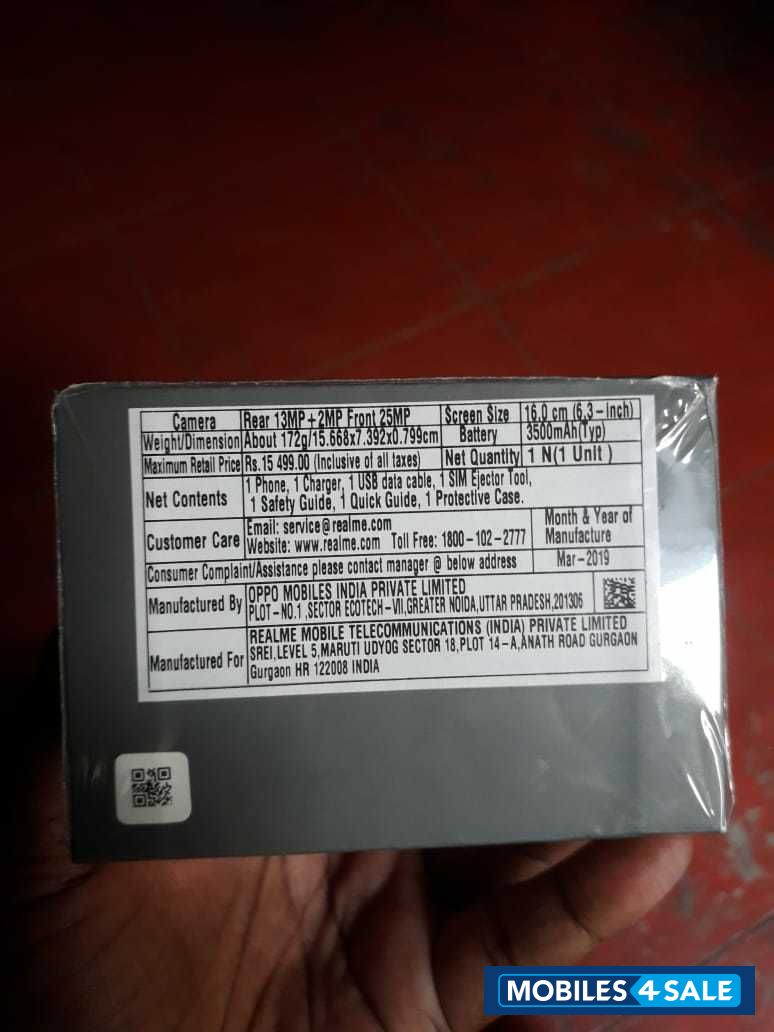 Camera Rear 13MP+2MP Front 25MP Screen Size 16.0 cm (6.3-inch)
Weight/Dimension About 172g/15.668x7.392x0.799cm Battery 3500mAh(Typ)
Maximum Retail Price Rs.15 499.00 (Inclusive of all taxes) Net Quantity 1 N(1 Unit )
Net Contents 1 Phone, 1 Charger, 1 USB data cable, 1 SIM Ejector Tool,
1 Safety Guide, 1 Quick Guide, 1 Protective Case.
Customer Care Email: service@realme.com
Website: www.realme.com Toll Free: 1800-102-2777
Month & Year of
Manufacture
Consumer Complaint/Assistance please contact manager @ below address Mar-2019
Manufactured By OPPO MOBILES INDIA PRIVATE LIMITED
PLOT-NO.1 ,SECTOR ECOTECH-VII,GREATER NOIDA,UTTAR PRADESH,201306
Manufactured For REALME MOBILE TELECOMMUNICATIONS (INDIA) PRIVATE LIMITED
SREI,LEVEL 5,MARUTI UDYOG SECTOR 18,PLOT 14-A,ANATH ROAD GURGAON
Gurgaon HR 122008 INDIA
MOBILES4SALE